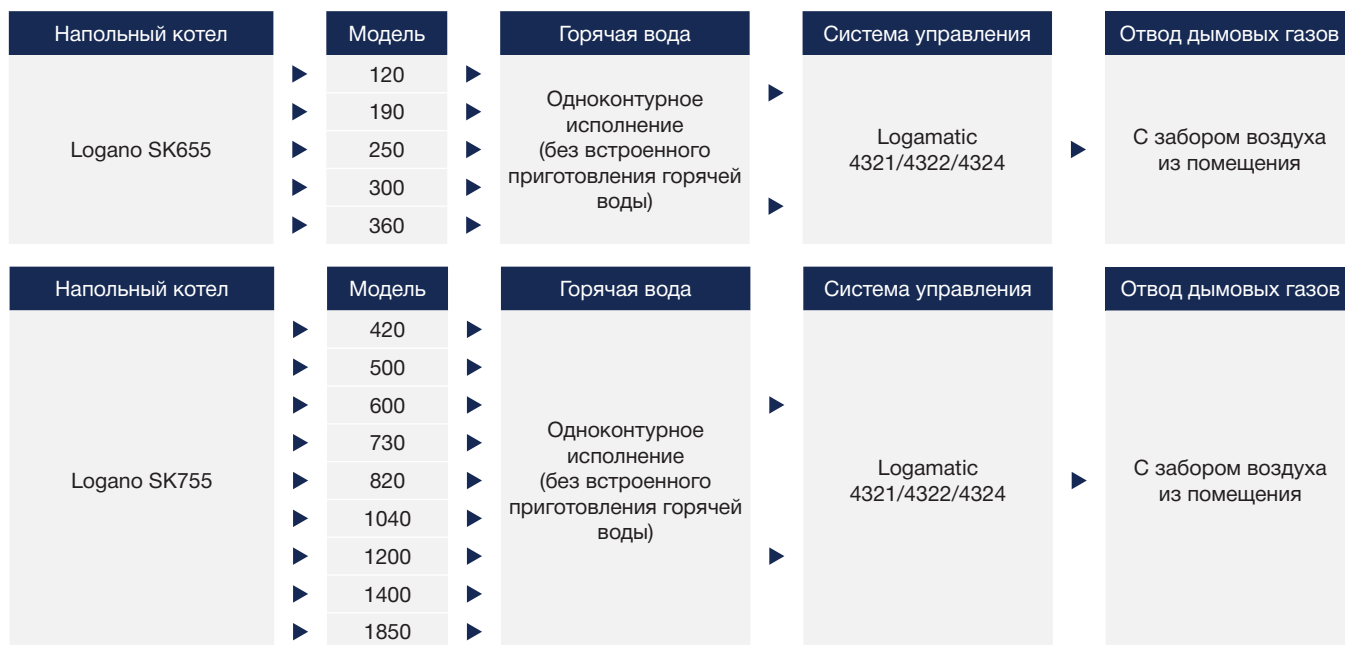 Напольный котел
Модель
Горячая вода
Система управления
Отвод дымовых газов
Logano SK655
120
190
250
300
360
Одноконтурное
исполнение
(без встроенного
приготовления горячей
воды)
Logamatic
4321/4322/4324
С забором воздуха
из помещения
Напольный котел
Модель
Горячая вода
Система управления
Отвод дымовых газов
Logano SK755
420
500
600
730
820
1040
1200
1400
1850
Одноконтурное
исполнение
(без встроенного
приготовления горячей
воды)
Logamatic
4321/4322/4324
С забором воздуха
из помещения